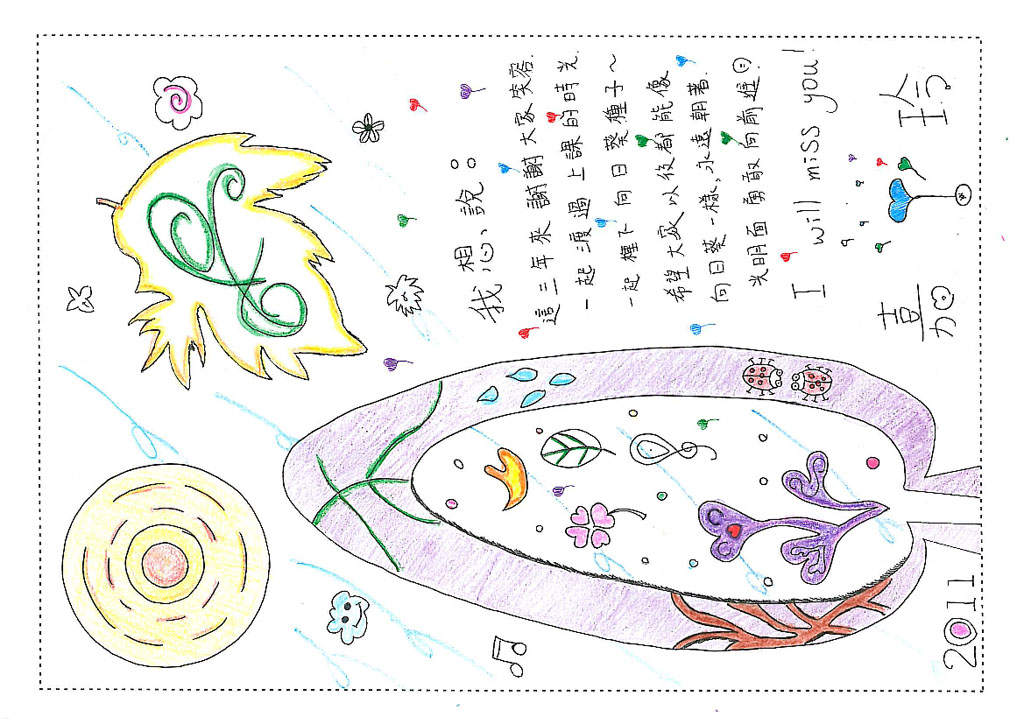 我想說。。。
這三年來 謝謝大家笑容.
一起渡過上課的時光.
一起種下向日葵種子～
希望大家以後都能像
向日葵一樣,永遠朝著
光明面 勇敢向前進☺!
I will miss you!
嘉玲
2011